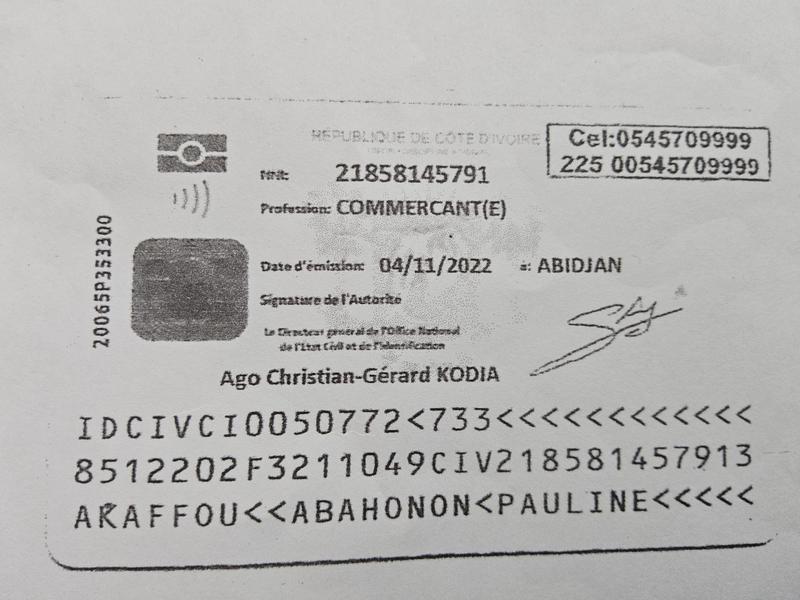 RÉPUBLIQUE DE CÔTE D'IVOIRE
Cel:0545709999
225 00545709999
NNI: 21858145791
Profession: COMMERCANT(E)
Date d'émission: 04/11/2022 à: ABIDJAN
Signature de l'Autorité
Le Directeur général de l'Office National
de l'État Civil et de l'Identification
Ago Christian-Gérard KODIA
20065P353300
IDCIVCI0050772<733<<<<<<<<<<<<
8512202F3211049CIV218581457913
AKAFFOU<<ABAHONON<PAULINE<<<<<